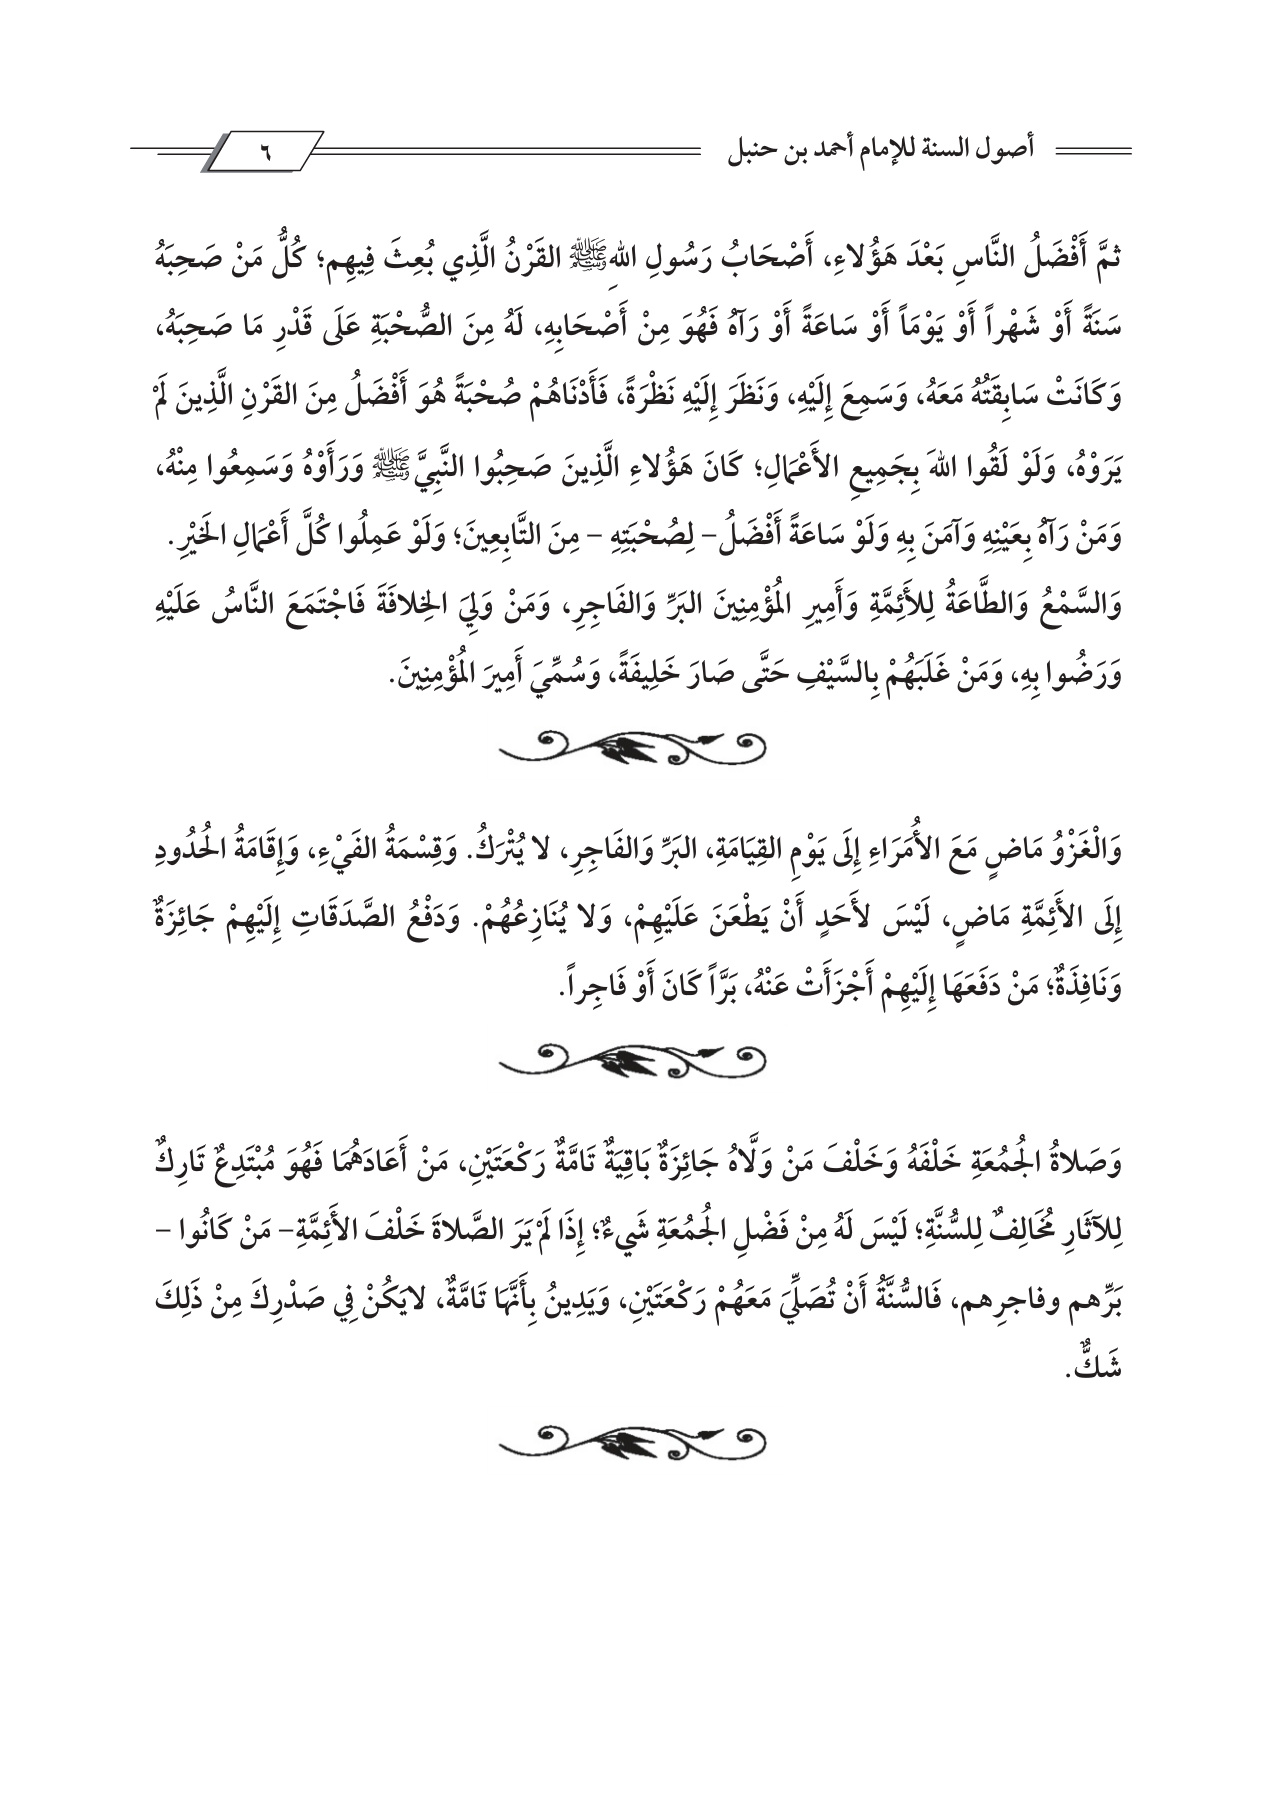 أصول السنة للإمام أحمد بن حنبل
٦
ثمَّ أَفْضَلُ النَّاسِ بَعْدَ هَؤُلاءِ، أَصْحَابُ رَسُولِ اللهِ ﷺ القَرْنُ الَّذِي بُعِثَ فِيهِم؛ كُلُّ مَنْ صَحِبَهُ
سَنَةً أَوْ شَهْراً أَوْ يَوْمَاً أَوْ سَاعَةً أَوْ رَآهُ فَهُوَ مِنْ أَصْحَابِهِ، لَهُ مِنَ الصُّحْبَةِ عَلَى قَدْرِ مَا صَحِبَهُ،
وَكَانَتْ سَابِقَتُهُ مَعَهُ، وَسَمِعَ إِلَيْهِ، وَنَظَرَ إِلَيْهِ نَظْرَةً، فَأَدْنَاهُمْ صُحْبَةً هُوَ أَفْضَلُ مِنَ القَرْنِ الَّذِينَ لَمْ
يَرَوْهُ، وَلَوْ لَقُوا اللهَ بِجَمِيعِ الأَعْمَالِ؛ كَانَ هَؤُلاءِ الَّذِينَ صَحِبُوا النَّبِيَّ ﷺ وَرَأَوْهُ وَسَمِعُوا مِنْهُ،
وَمَنْ رَآهُ بِعَيْنِهِ وَآمَنَ بِهِ وَلَوْ سَاعَةً أَفْضَلُ– لِصُحْبَتِهِ – مِنَ التَّابِعِينَ؛ وَلَوْ عَمِلُوا كُلَّ أَعْمَالِ الخَيْرِ.
وَالسَّمْعُ وَالطَّاعَةُ لِلأَئِمَّةِ وَأَمِيرِ المُؤْمِنِينَ البَرِّ وَالفَاجِرِ، وَمَنْ وَلِيَ الخِلافَةَ فَاجْتَمَعَ النَّاسُ عَلَيْهِ
وَرَضُوا بِهِ، وَمَنْ غَلَبَهُمْ بِالسَّيْفِ حَتَّى صَارَ خَلِيفَةً، وَسُمِّيَ أَمِيرَ المُؤْمِنِينَ.
وَالْغَزْوُ مَاضٍ مَعَ الأُمَرَاءِ إِلَى يَوْمِ القِيَامَةِ، البَرِّ وَالفَاجِرِ، لا يُتْرَكُ. وَقِسْمَةُ الفَيْءِ، وَإِقَامَةُ الحُدُودِ
إِلَى الأَئِمَّةِ مَاضٍ، لَيْسَ لأَحَدٍ أَنْ يَطْعَنَ عَلَيْهِمْ، وَلا يُنَازِعُهُمْ. وَدَفْعُ الصَّدَقَاتِ إِلَيْهِمْ جَائِزَةٌ
وَنَافِذَةٌ؛ مَنْ دَفَعَهَا إِلَيْهِمْ أَجْزَأَتْ عَنْهُ، بَرَّاً كَانَ أَوْ فَاجِراً.
وَصَلاةُ الجُمُعَةِ خَلْفَهُ وَخَلْفَ مَنْ وَلَّاهُ جَائِزَةٌ بَاقِيَةٌ تَامَّةٌ رَكْعَتَيْنِ، مَنْ أَعَادَهُمَا فَهُوَ مُبْتَدِعٌ تَارِكٌ
لِلآثَارِ مُخَالِفٌ لِلسُّنَّةِ؛ لَيْسَ لَهُ مِنْ فَضْلِ الجُمُعَةِ شَيءٌ؛ إِذَا لَمْ يَرَ الصَّلاةَ خَلْفَ الأَئِمَّةِ– مَنْ كَانُوا –
بَرِّهم وفاجرِهم، فَالسُّنَّةُ أَنْ تُصَلِّيَ مَعَهُمْ رَكْعَتَيْنِ، وَيَدِينُ بِأَنَّهَا تَامَّةٌ، لايَكُنْ فِي صَدْرِكَ مِنْ ذَلِكَ
شَكٌّ.